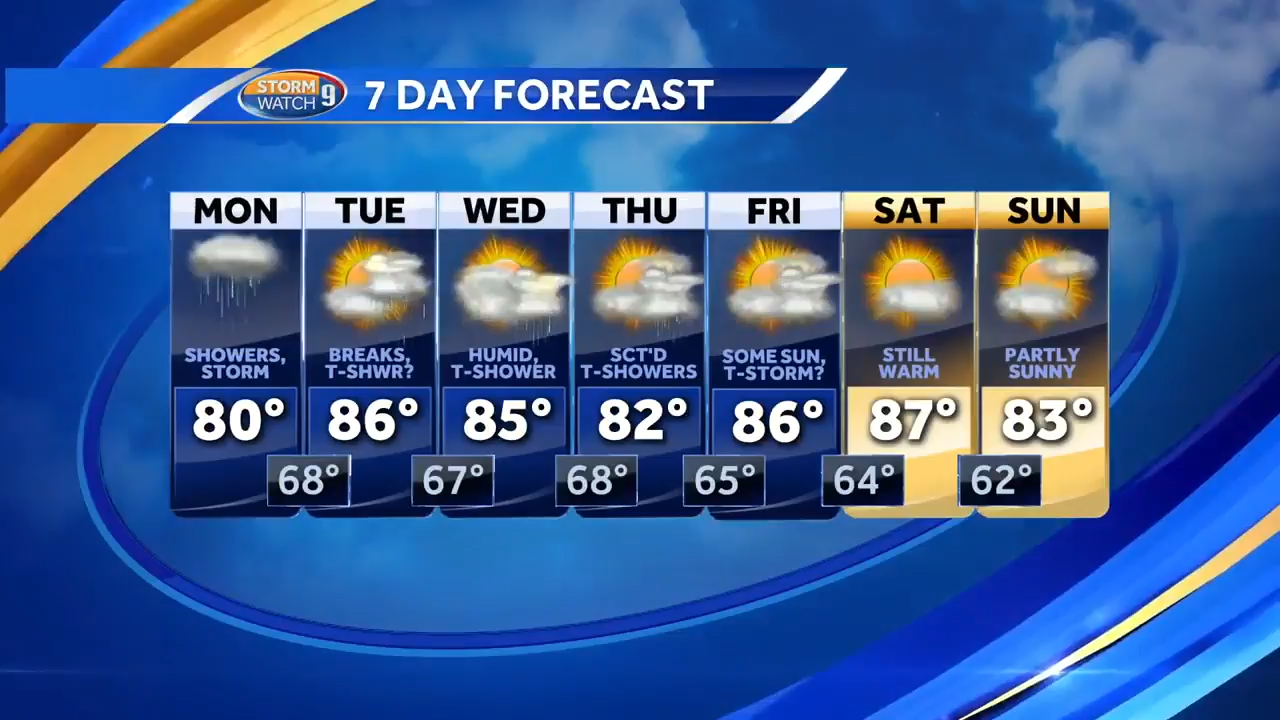 STORM
WATCH 9
7 DAY FORECAST
MON TUE WED THU FRI SAT SUN
SHOWERS, BREAKS, HUMID, SCT'D SOME SUN, STILL PARTLY
STORM T-SHWR? T-SHOWER T-SHOWERS T-STORM? WARM SUNNY
80° 86° 85° 82° 86° 87° 83°
68° 67° 68° 65° 64° 62°